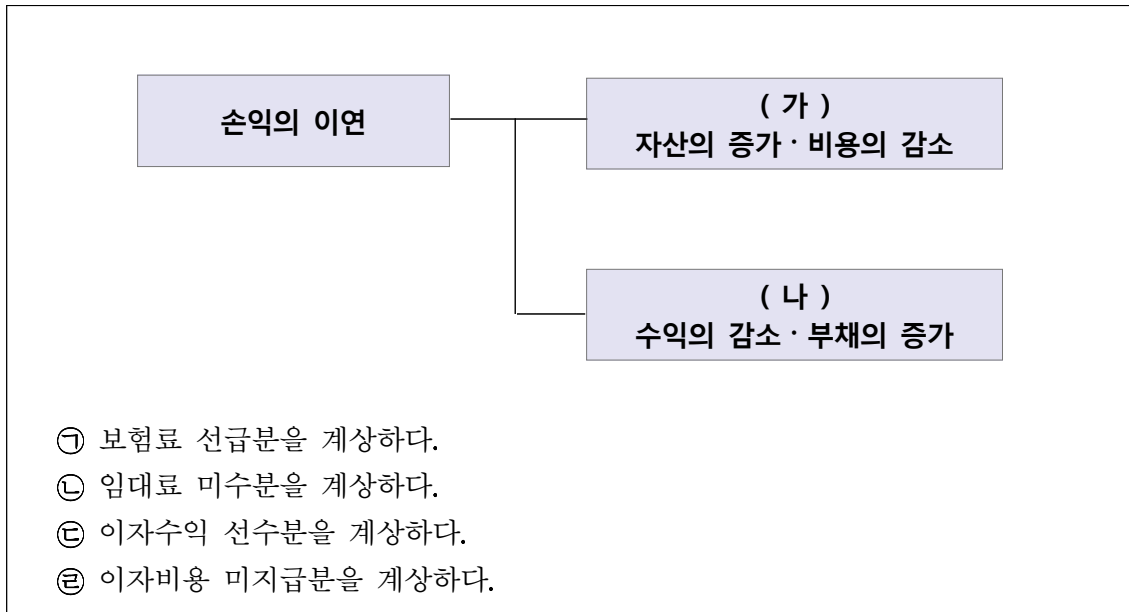 손익의 이연
( 가 )
자산의 증가 · 비용의 감소
( 나 )
수익의 감소 · 부채의 증가
㉠ 보험료 선급분을 계상하다.
㉡ 임대료 미수분을 계상하다.
㉢ 이자수익 선수분을 계상하다.
㉣ 이자비용 미지급분을 계상하다.